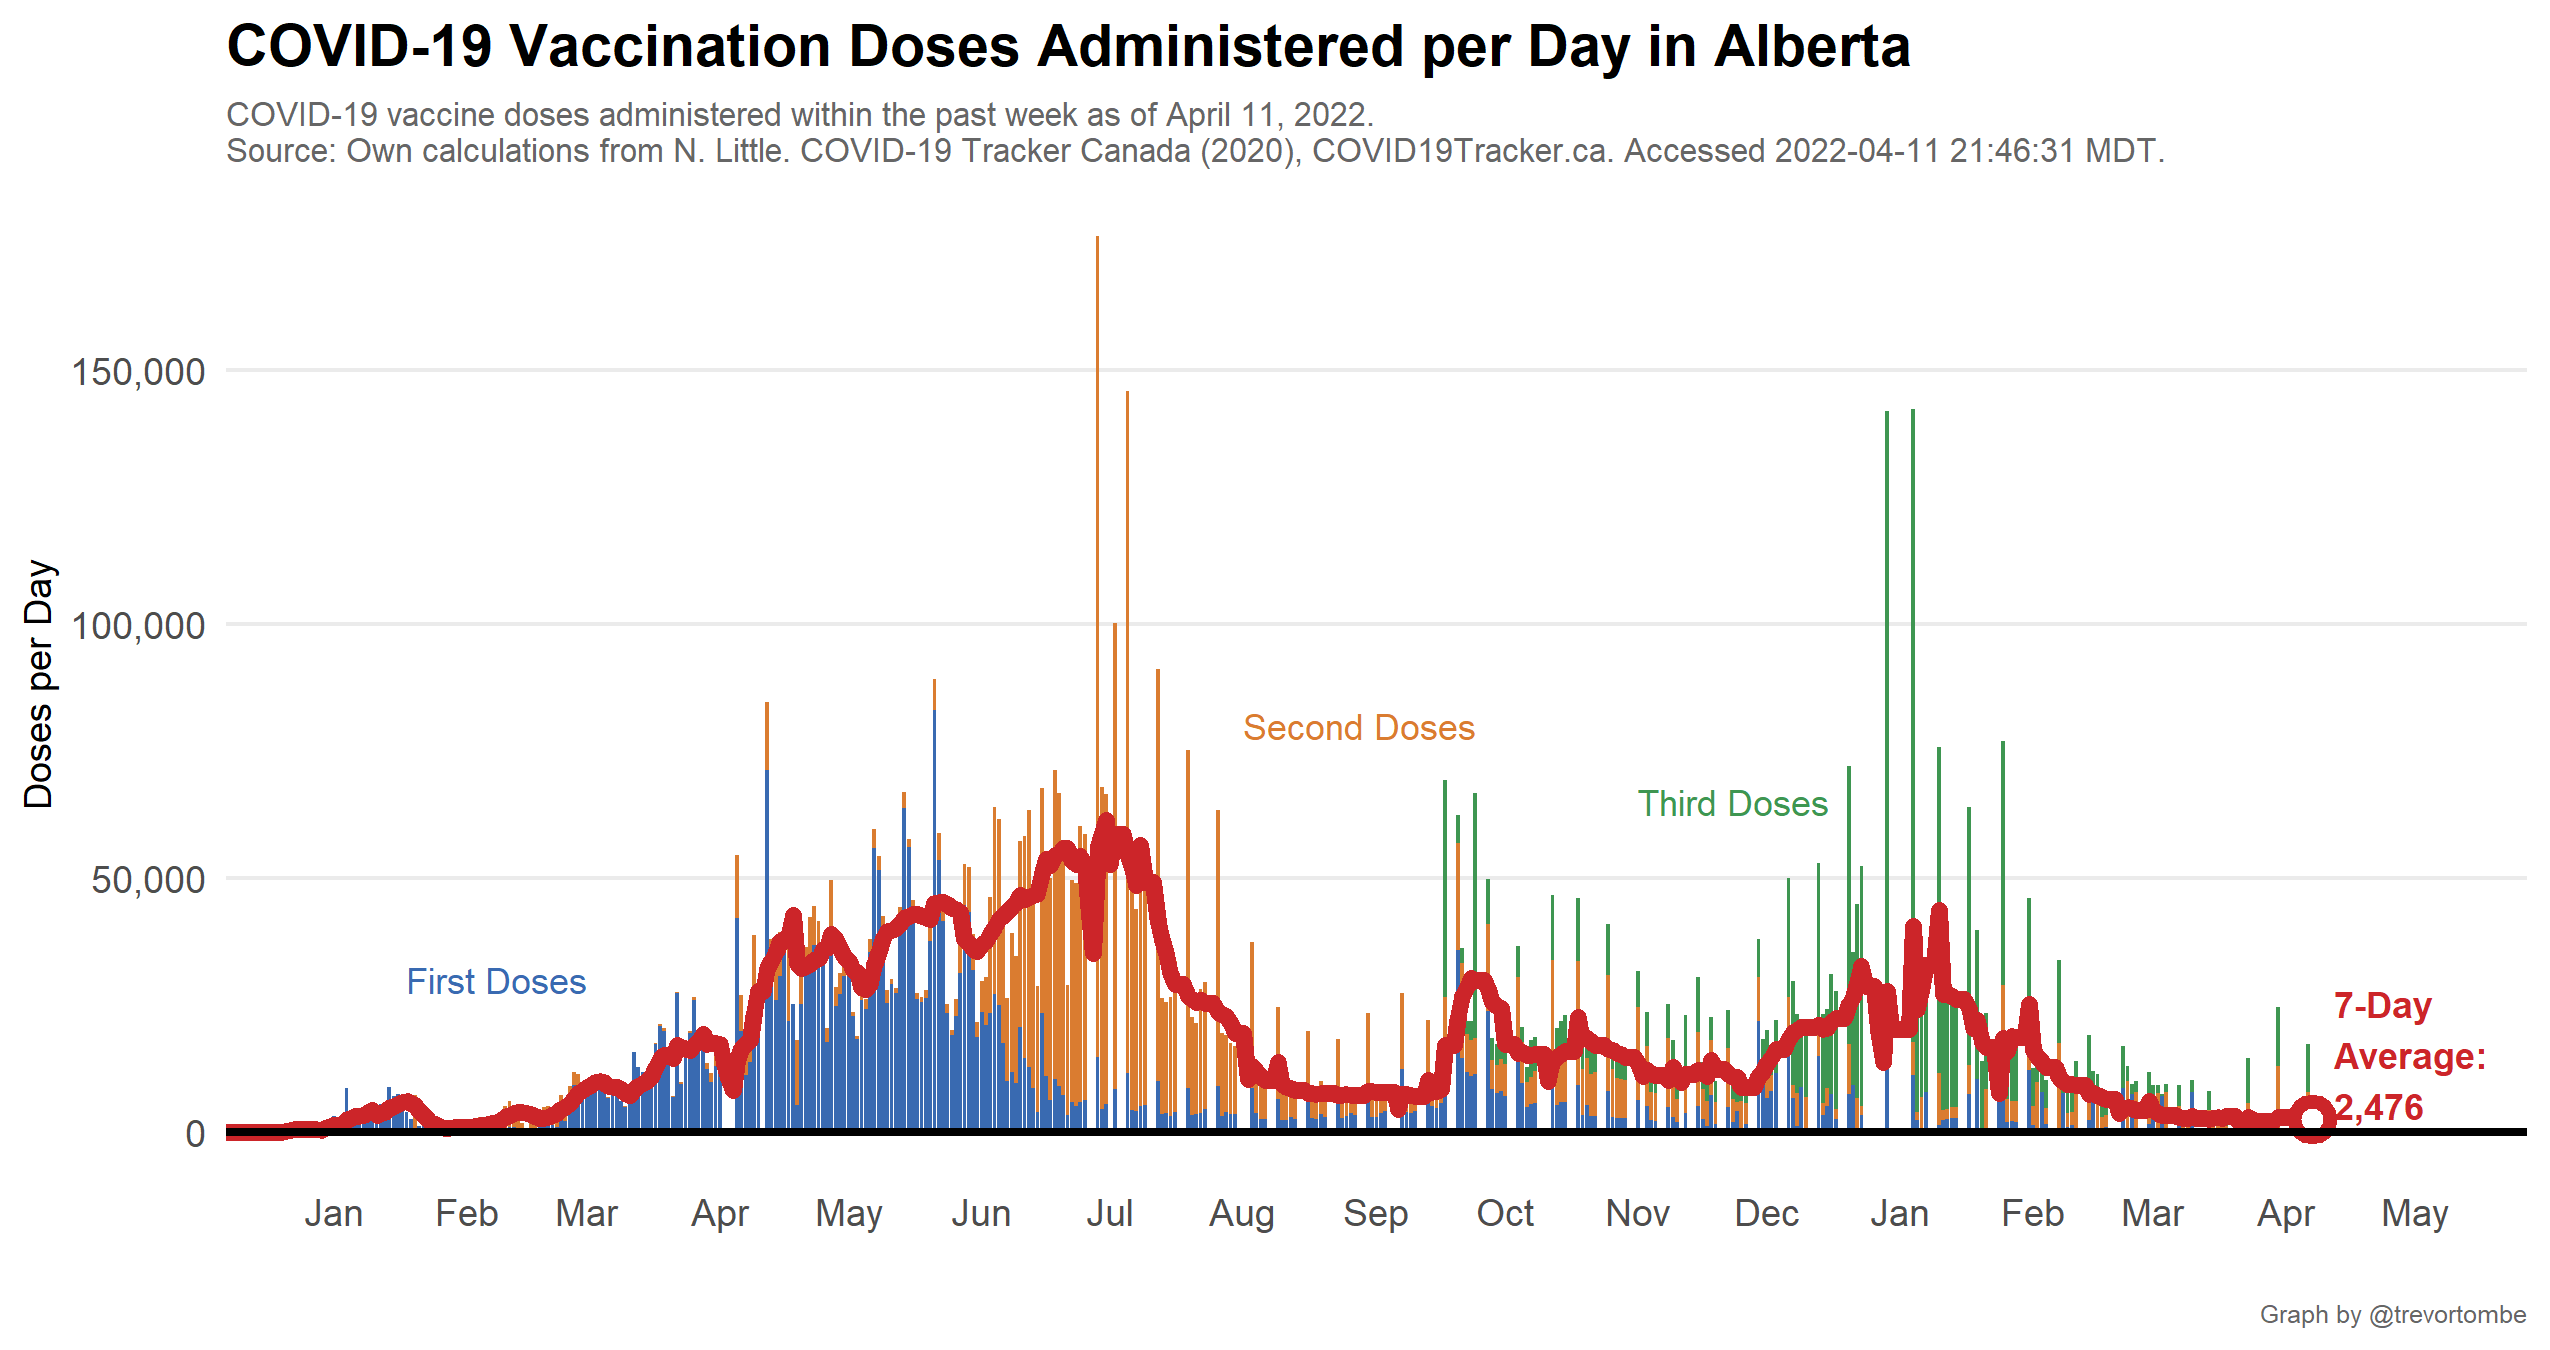 COVID-19 Vaccination Doses Administered per Day in Alberta
COVID-19 vaccine doses administered within the past week as of April 11, 2022.
Source: Own calculations from N. Little. COVID-19 Tracker Canada (2020), COVID19Tracker.ca. Accessed 2022-04-11 21:46:31 MDT.
Doses per Day
150,000
100,000
50,000
0
First Doses
Second Doses
Third Doses
7-Day
Average:
2,476
Jan Feb Mar Apr May Jun Jul Aug Sep Oct Nov Dec Jan Feb Mar Apr May
Graph by @trevortombe